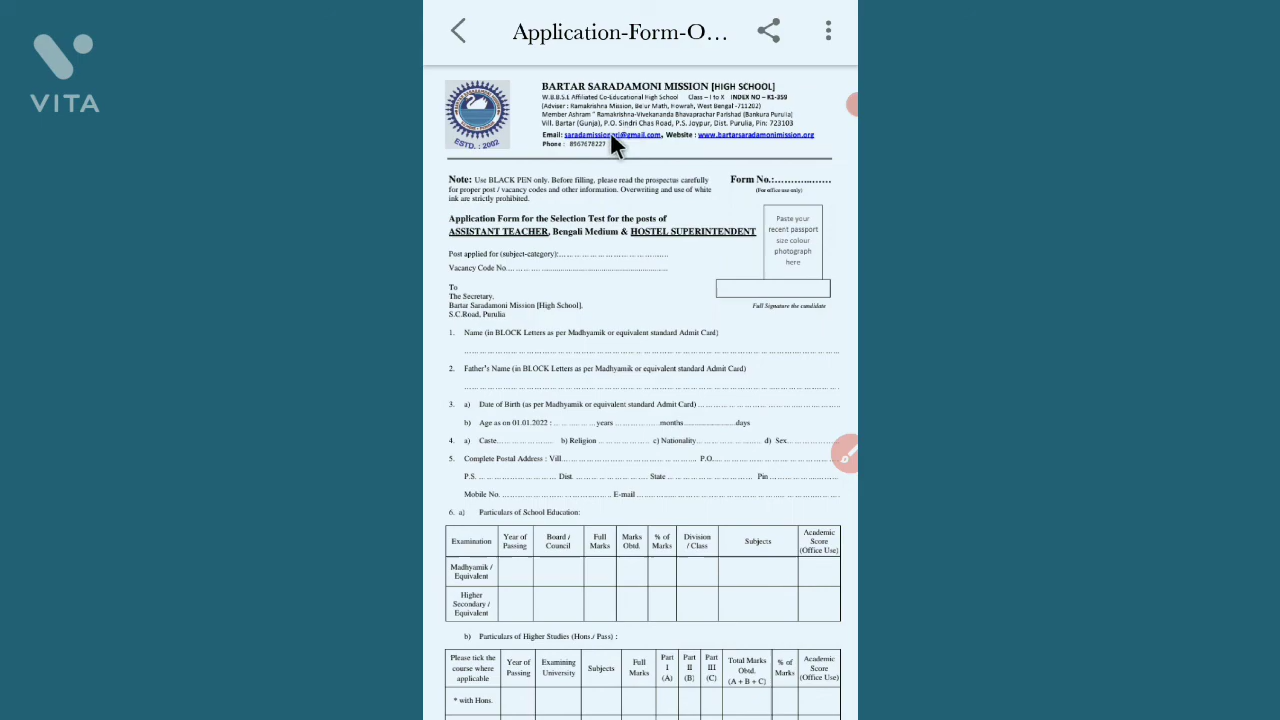 VITA
Application-Form-O...
BARTAR SARADAMONI MISSION [HIGH SCHOOL]
W.B.B.S.E Affiliated Co-Educational High School Class – I to X INDEX NO – R1-359
(Adviser : Ramakrishna Mission, Belur Math, Howrah, West Bengal -711202)
Member Ashram " Ramakrishna-Vivekananda Bhavaprachar Parishad (Bankura Purulia)
Vill. Bartar (Gunja), P.O. Sindri Chas Road, P.S. Joypur, Dist. Purulia, Pin: 723103
Email: @gmail.com, Website : www.bartarsaradamonimission.org
Phone : 8967678227
ESTD. : 2002
Note: Use BLACK PEN only. Before filling, please read the prospectus carefully
for proper post / vacancy codes and other information. Overwriting and use of white
ink are strictly prohibited.
Form No.:..................
(For office use only)
Application Form for the Selection Test for the posts of
ASSISTANT TEACHER, Bengali Medium & HOSTEL SUPERINTENDENT
Paste your
recent passport
size colour
photograph
here
Post applied for (subject-category):..............................
Vacancy Code No..............................
To
The Secretary,
Bartar Saradamoni Mission [High School].
S.C.Road, Purulia
Full Signature the candidate
1. Name (in BLOCK Letters as per Madhyamik or equivalent standard Admit Card)
2. Father's Name (in BLOCK Letters as per Madhyamik or equivalent standard Admit Card)
3. a) Date of Birth (as per Madhyamik or equivalent standard Admit Card) ..............................
b) Age as on 01.01.2022 : ............years ............months ............days
4. a) Caste............... b) Religion ............... c) Nationality............... d) Sex............
5. Complete Postal Address : Vill.............................. P.O...............................
P.S. .................. Dist. .................. State .................. Pin ..................
Mobile No. ........................ E-mail ..............................
6. a) Particulars of School Education:
Examination Year of Passing Board / Council Full Marks Marks Obtd. % of Marks Division / Class Subjects Academic Score (Office Use)
Madhyamik / Equivalent
Higher Secondary / Equivalent
b) Particulars of Higher Studies (Hons./ Pass) :
Please tick the course where applicable Year of Passing Examining University Subjects Full Marks Part I (A) Part II (B) Part III (C) Total Marks Obtd. (A + B + C) % of Marks Academic Score (Office Use)
* with Hons.